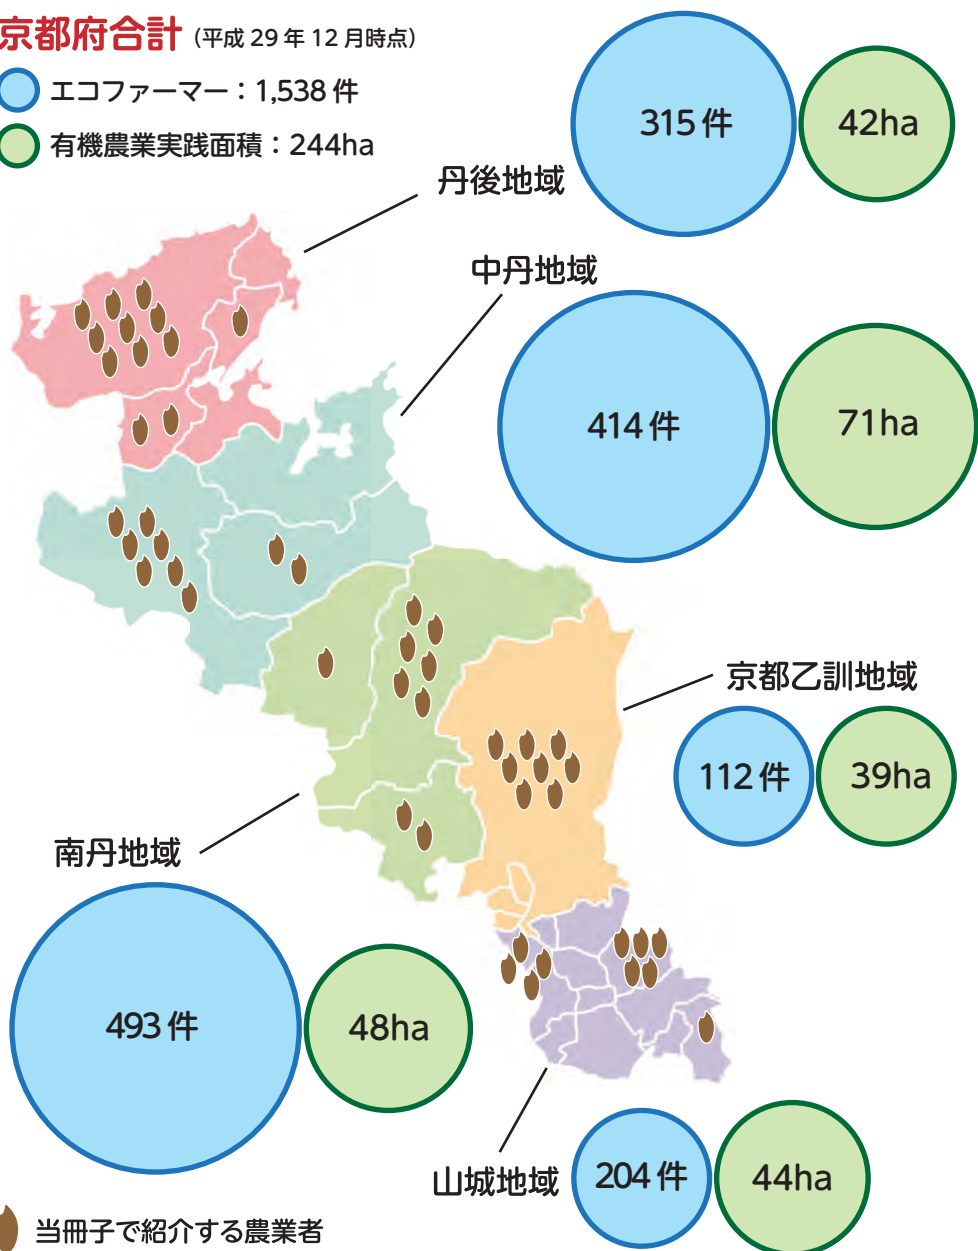 京都府合計（平成 29 年 12 月時点）
エコファーマー：1,538 件
有機農業実践面積：244ha
315 件
42ha
丹後地域
中丹地域
414 件
71ha
京都乙訓地域
112 件
39ha
南丹地域
493 件
48ha
山城地域
204 件
44ha
当冊子で紹介する農業者